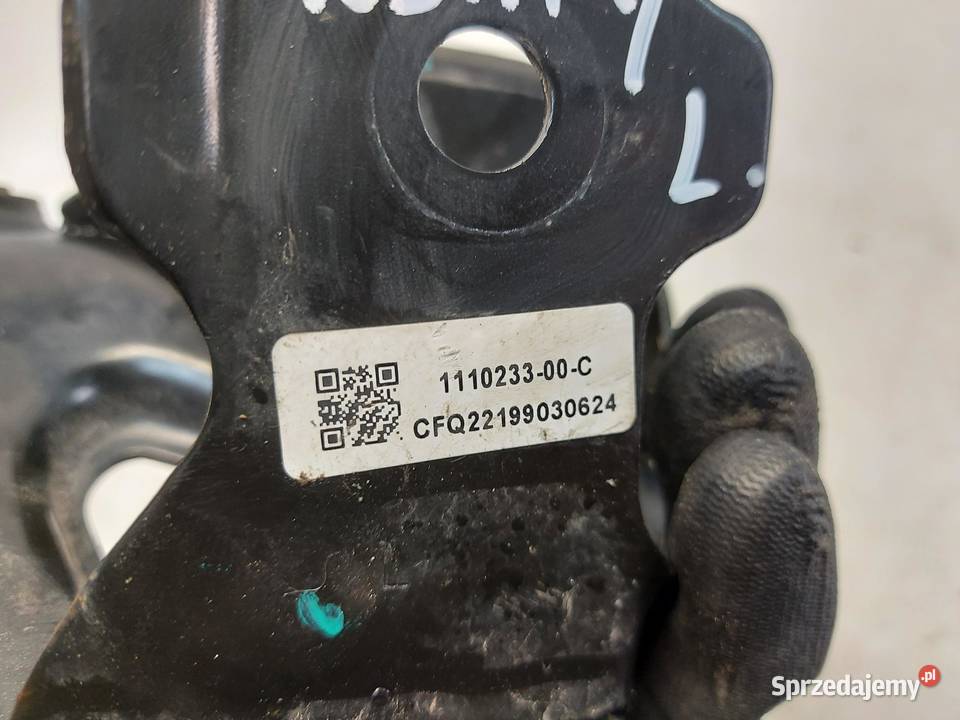 L.
1110233-00-C
CFQ22199030624
Sprzedajemy.pl